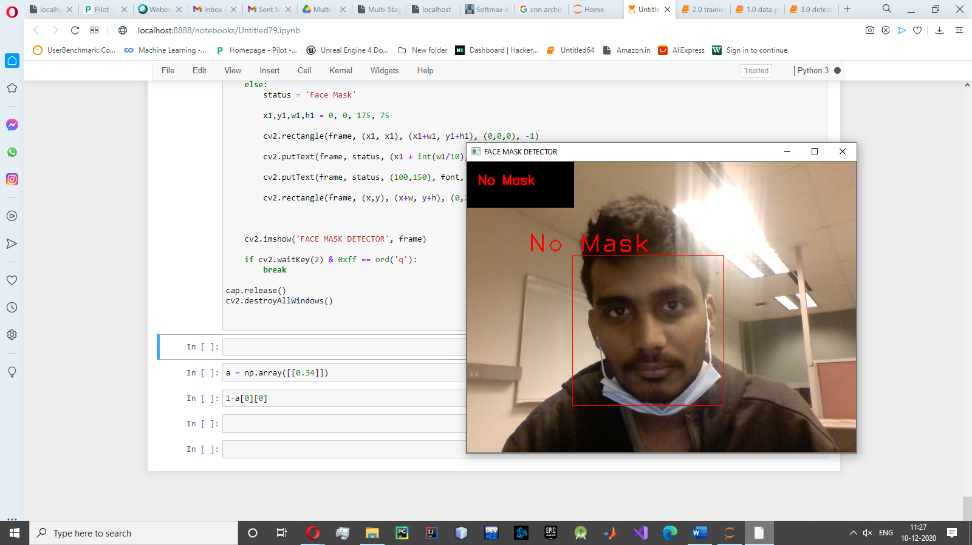 localhos
Pilot -
Webex
Inbox
Sent M
Multi-
Multi-Stag
localhost
Softmax A
cnn archi
Home
Untitle
2.0 training
1.0 data p
3.0 detecti
localhost:8888/notebooks/Untitled79.ipynb
UserBenchmark: Co...
Machine Learning -...
Homepage - Pilot -...
Unreal Engine 4 Do...
New folder
Dashboard | Hacker...
Untitled64
Amazon.in
AliExpress
Sign in to continue
File Edit View Insert Cell Kernel Widgets Help
Trusted
Python 3
else:
status = 'Face Mask'
x1,y1,w1,h1 = 0, 0, 175, 75
cv2.rectangle(frame, (x1, x1), (x1+w1, y1+h1), (0,0,0), -1)
cv2.putText(frame, status, (x1 + int(w1/10)
cv2.putText(frame, status, (100,150), font,
cv2.rectangle(frame, (x,y), (x+w, y+h), (0,
cv2.imshow('FACE MASK DETECTOR', frame)
if cv2.waitKey(2) & 0xff == ord('q'):
break
cap.release()
cv2.destroyAllWindows()
FACE MASK DETECTOR
No Mask
No Mask
In [ ]:
In [ ]: a = np.array([[0.34]])
In [ ]: 1-a[0][0]
In [ ]:
In [ ]:
Type here to search
ENG
11:27
10-12-2020